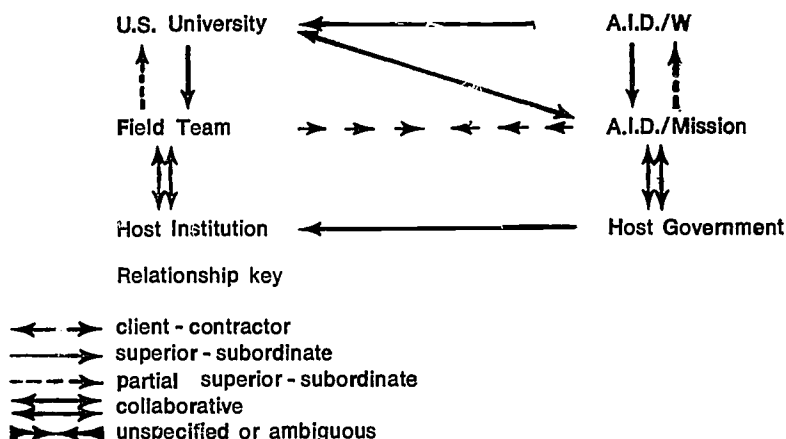 U.S. University A.I.D./W
Field Team A.I.D./Mission
Host Institution Host Government
Relationship key
client - contractor
superior - subordinate
partial superior - subordinate
collaborative
unspecified or ambiguous